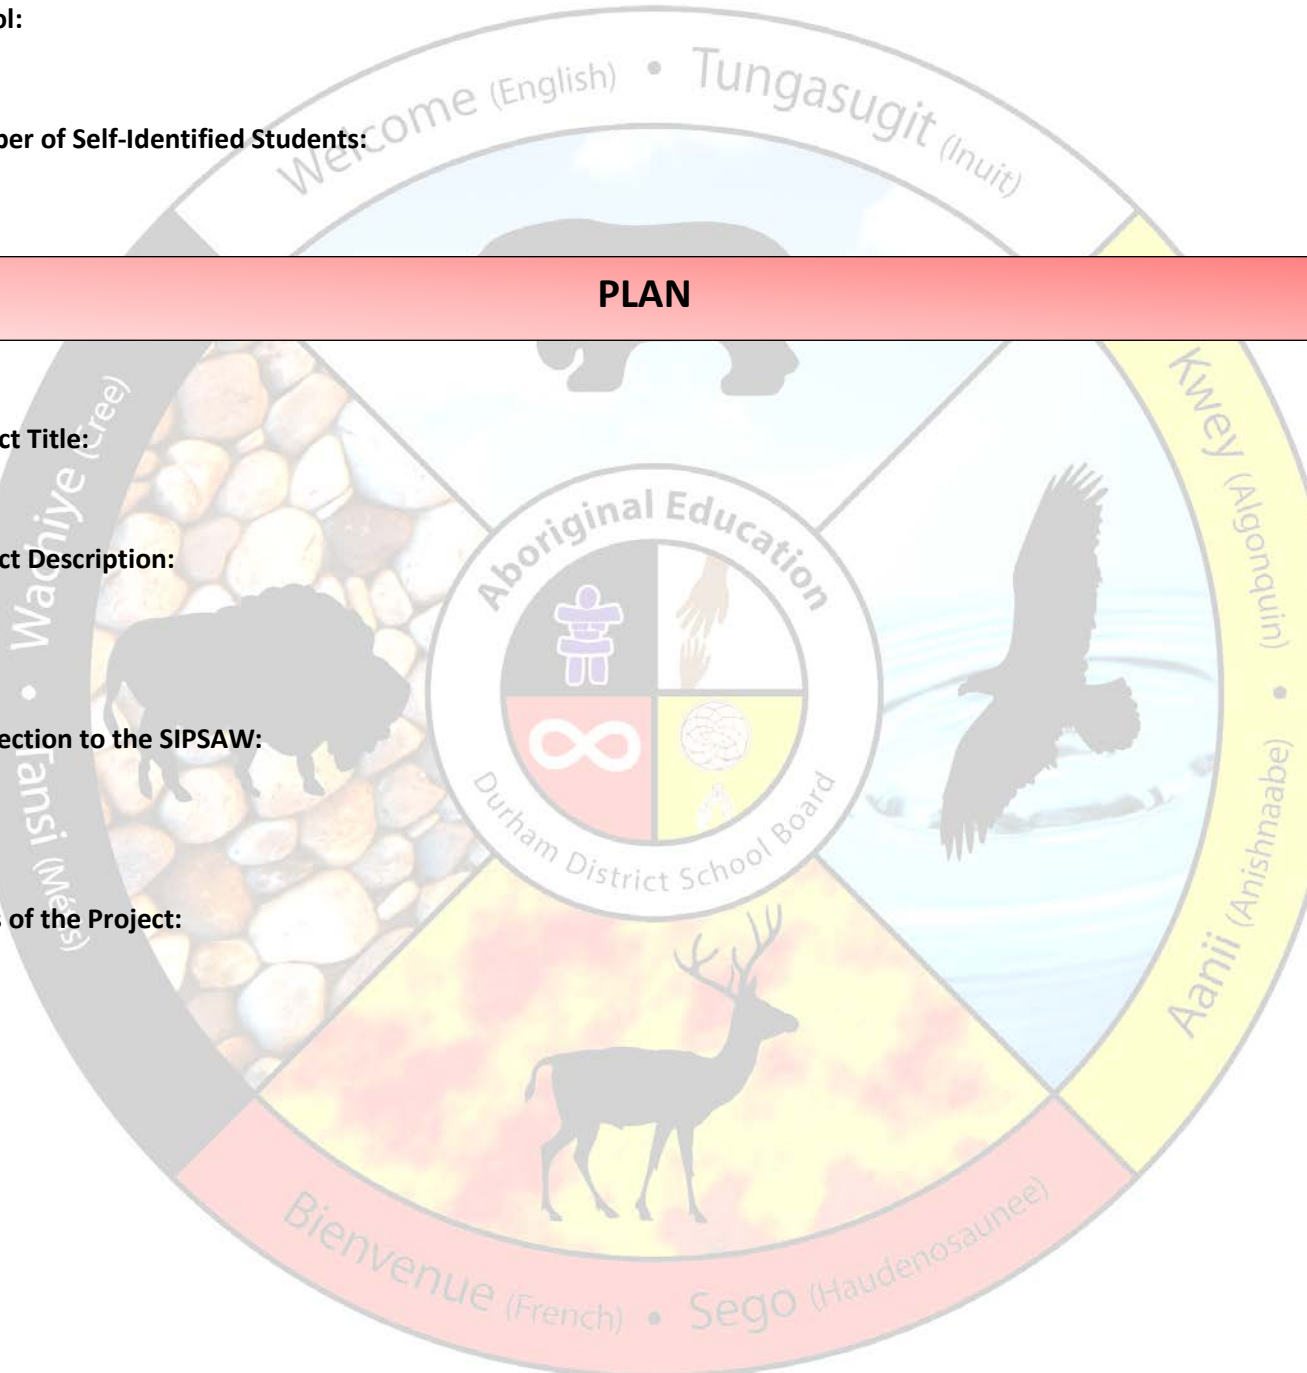 ol:
Welcome (English) • Tungasugit (Inuit)
ber of Self-Identified Students:
PLAN
Kwey (Algonquin) • Aanii (Anishnaabe)
ct Title:
Tansi (Métis) • Wachiye (Cree)
Aboriginal Education
ct Description:
ection to the SIPSAW:
Durham District School Board
s of the Project:
Bienvenue (French) • Sego (Haudenosaunee)